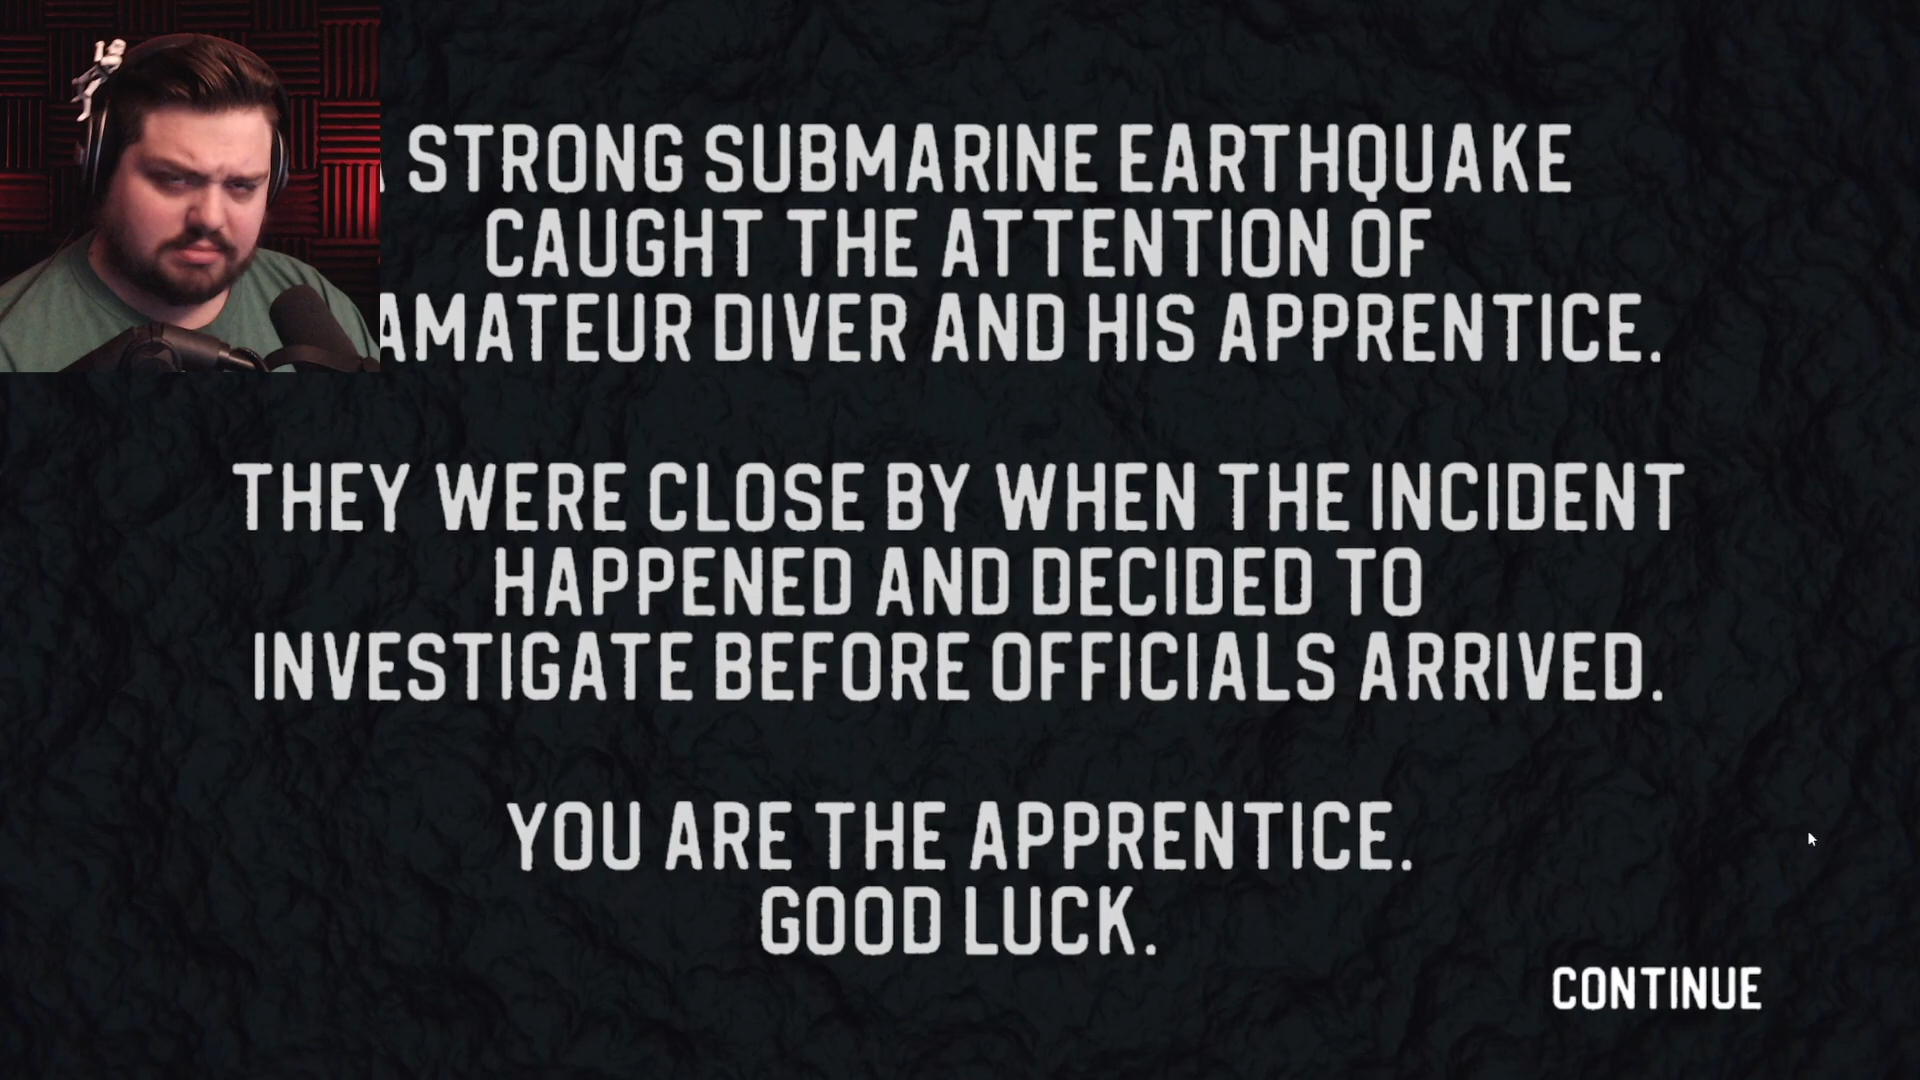 STRONG SUBMARINE EARTHQUAKE
CAUGHT THE ATTENTION OF
AMATEUR DIVER AND HIS APPRENTICE.
THEY WERE CLOSE BY WHEN THE INCIDENT
HAPPENED AND DECIDED TO
INVESTIGATE BEFORE OFFICIALS ARRIVED.
YOU ARE THE APPRENTICE.
GOOD LUCK.
CONTINUE